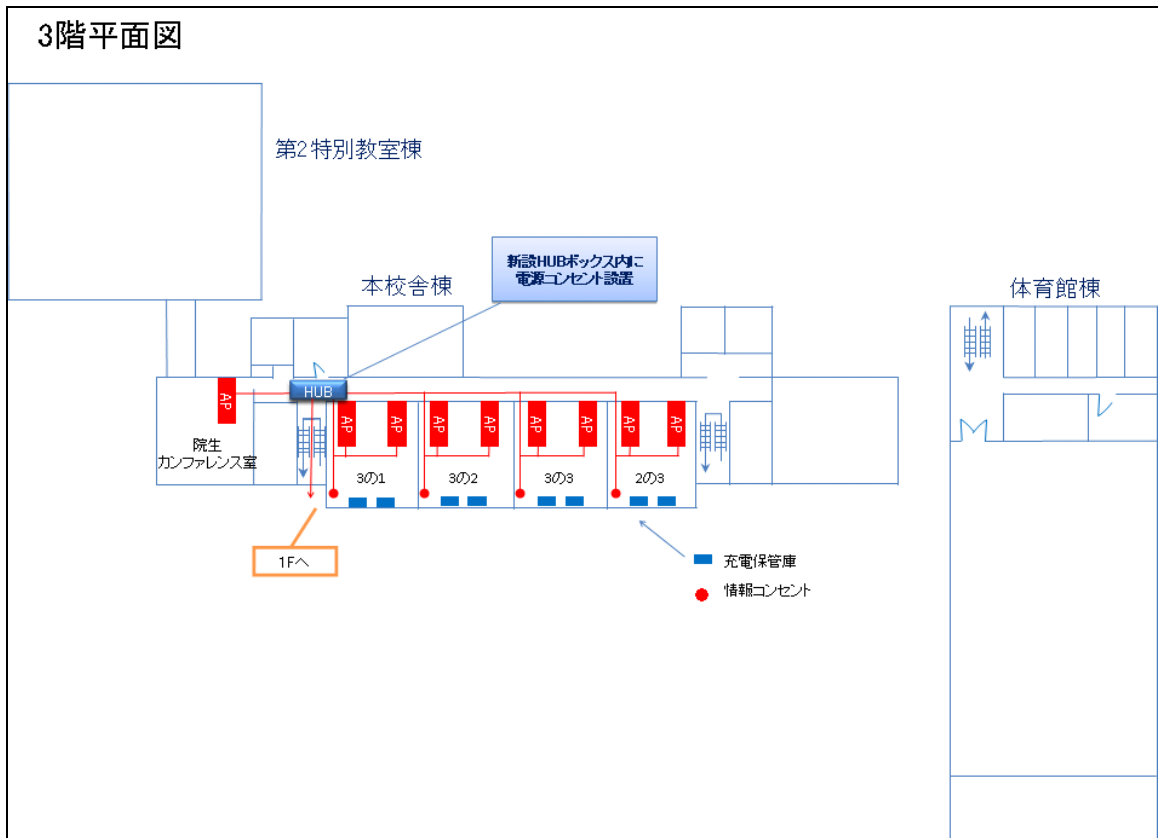 3階平面図
第2特別教室棟
新設HUBボックス内に
電源コンセント設置
本校舎棟
体育館棟
HUB
AP
AP
AP
AP
AP
AP
AP
AP
AP
院生
カンファレンス室
3の1
3の2
3の3
2の3
1Fへ
充電保管庫
情報コンセント